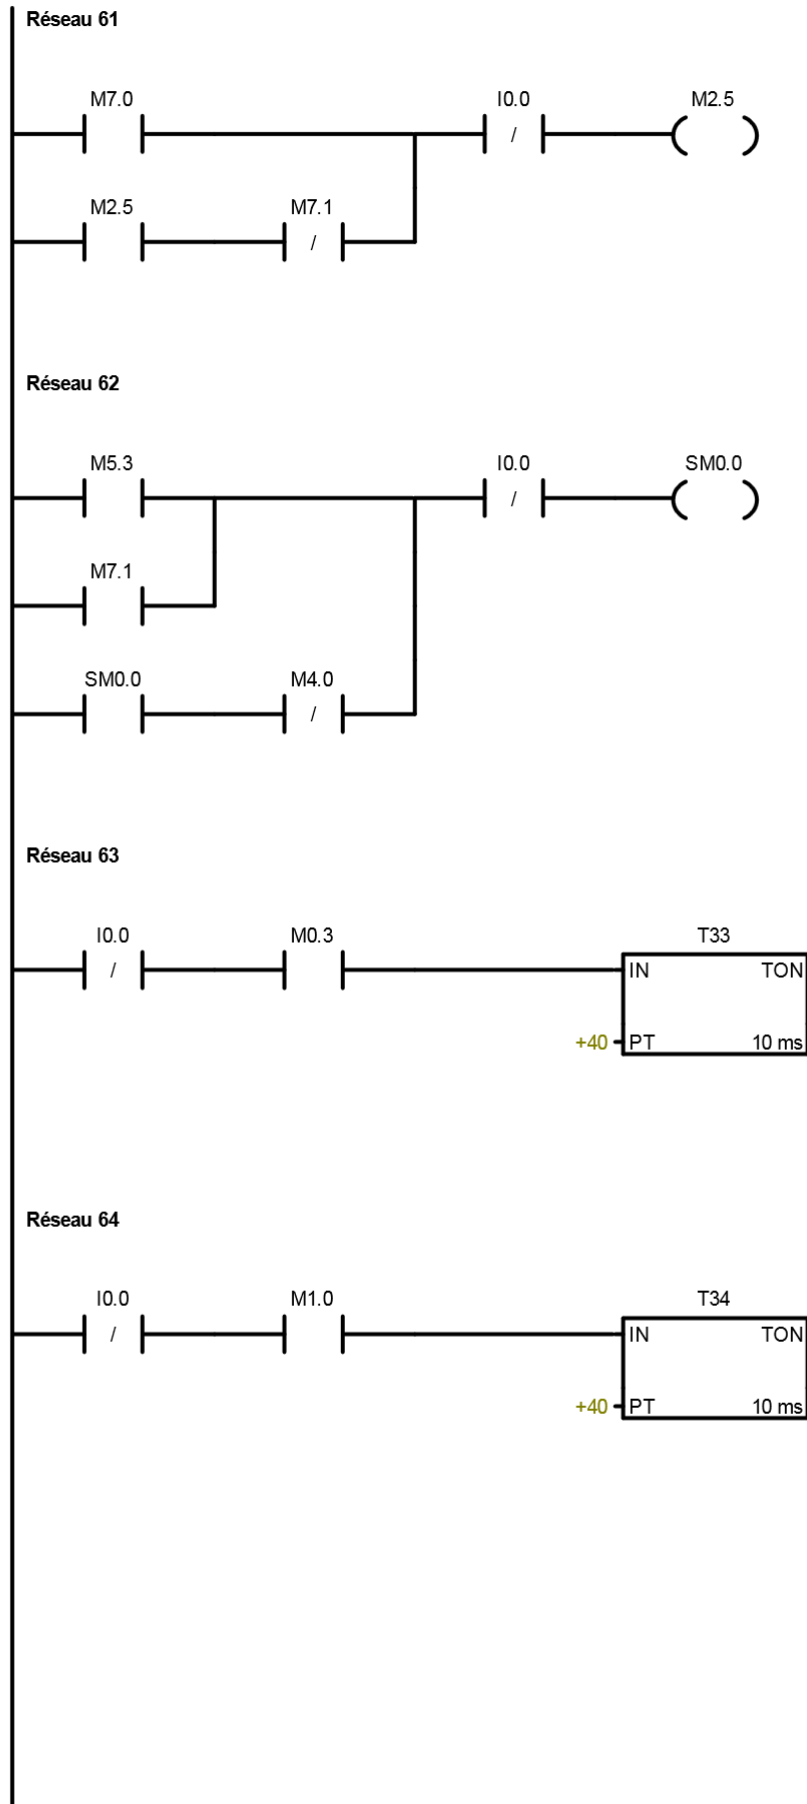 Réseau 61
M7.0 I0.0 M2.5
/
M2.5 M7.1
/
Réseau 62
M5.3 I0.0 SM0.0
/
M7.1
SM0.0 M4.0
/
Réseau 63
I0.0 M0.3 T33
/ IN TON
+40 PT 10 ms
Réseau 64
I0.0 M1.0 T34
/ IN TON
+40 PT 10 ms